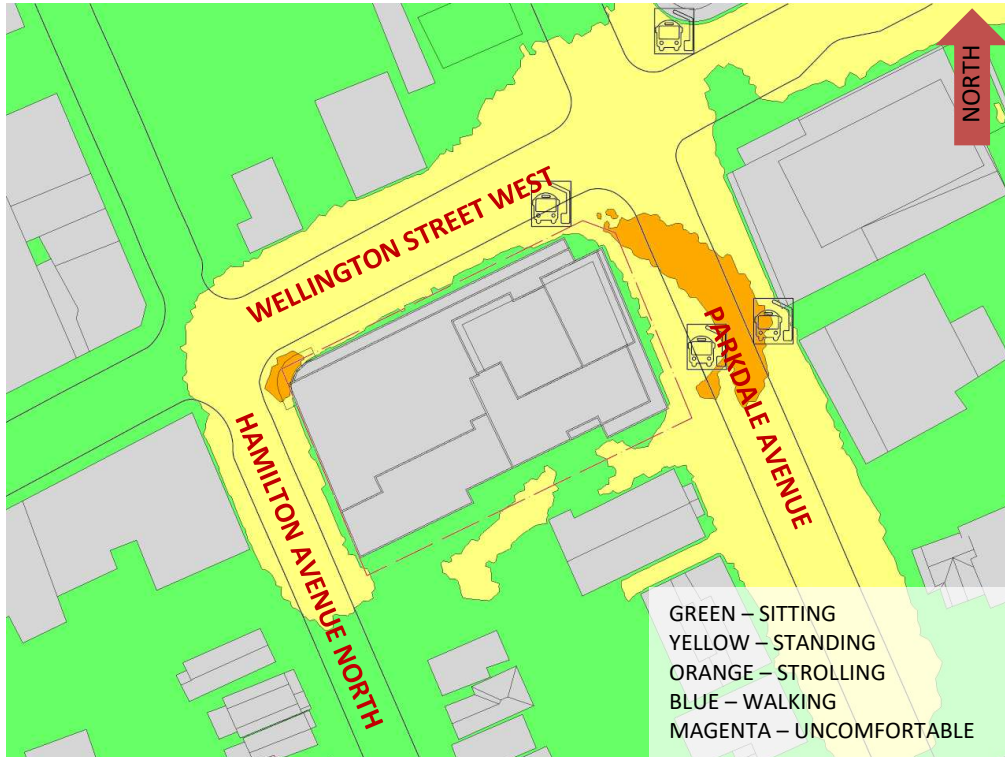 NORTH
WELLINGTON STREET WEST
PARKDALE AVENUE
HAMILTON AVENUE NORTH
GREEN – SITTING
YELLOW – STANDING
ORANGE – STROLLING
BLUE – WALKING
MAGENTA – UNCOMFORTABLE